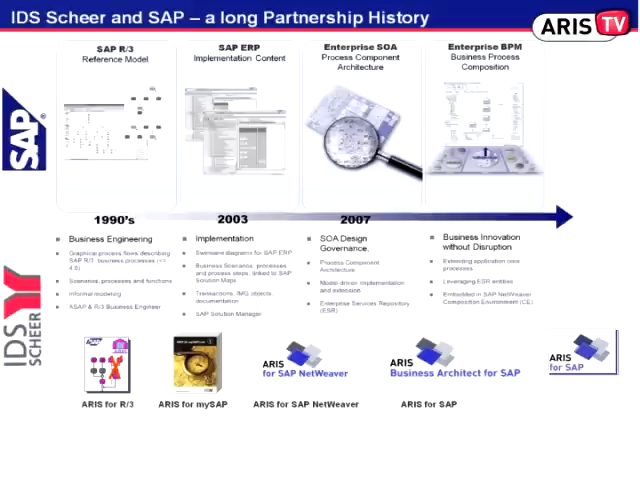 IDS Scheer and SAP – a long Partnership History
ARIS TV
SAP R/3
Reference Model
SAP ERP
Implementation Content
Enterprise SOA
Process Component
Architecture
Enterprise BPM
Business Process
Composition
SAP ®
1990's
2003
2007
Business Engineering
Graphical process flows describing
SAP R/3 business processes (<=
4.6)
Scenarios, processes and functions
Informal modeling
ASAP & R/3 Business Engineer
Implementation
Swimlane diagrams for SAP ERP
Business Scenarios, processes
and process steps, linked to SAP
Solution Maps
Transactions, IMG objects,
documentation
SAP Solution Manager
SOA Design
Governance,
Process Component
Architecture
Model-driven implementation
and extension
Enterprise Services Repository
(ESR)
Business Innovation
without Disruption
Extending application core
processes
Leveraging ESR entities
Embedded in SAP NetWeaver
Composition Environment (CE)
IDS
SCHEER
SAP
ARIS
for SAP NetWeaver
ARIS
Business Architect for SAP
ARIS
for SAP
ARIS for R/3
ARIS for mySAP
ARIS for SAP NetWeaver
ARIS for SAP